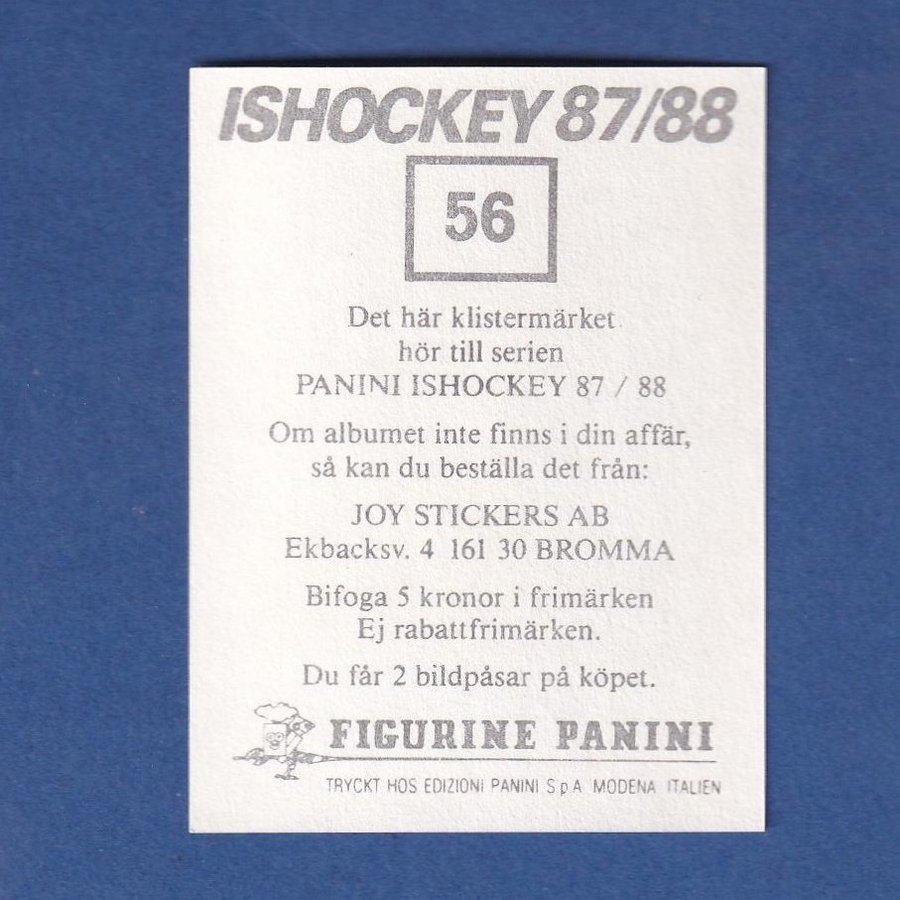 ISHOCKEY 87/88
56
Det här klistermärket
hör till serien
PANINI ISHOCKEY 87 / 88
Om albumet inte finns i din affär,
så kan du beställa det från:
JOY STICKERS AB
Ekbacksv. 4 161 30 BROMMA
Bifoga 5 kronor i frimärken
Ej rabattfrimärken.
Du får 2 bildpåsar på köpet.
FIGURINE PANINI
TRYCKT HOS EDIZIONI PANINI S p A MODENA ITALIEN